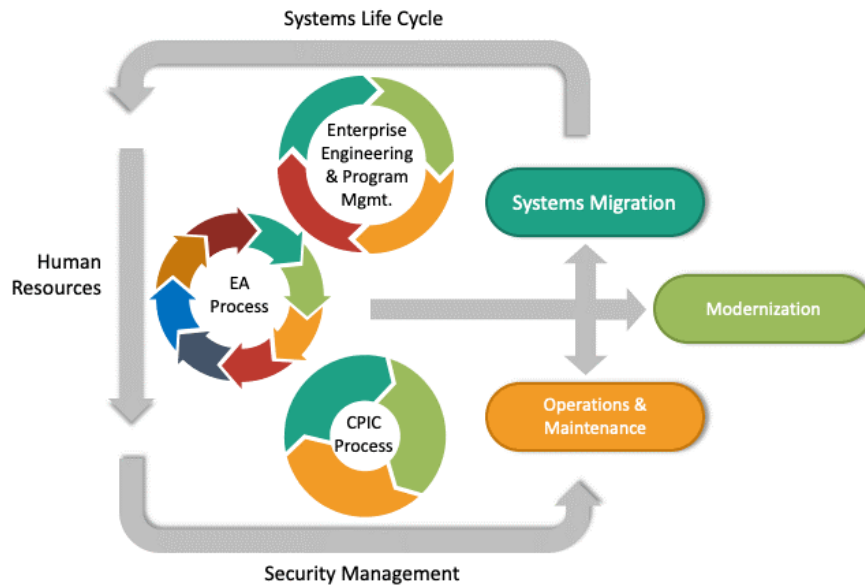 Systems Life Cycle
Enterprise
Engineering
& Program
Mgmt.
Systems Migration
Human
Resources
EA
Process
Modernization
CPIC
Process
Operations &
Maintenance
Security Management